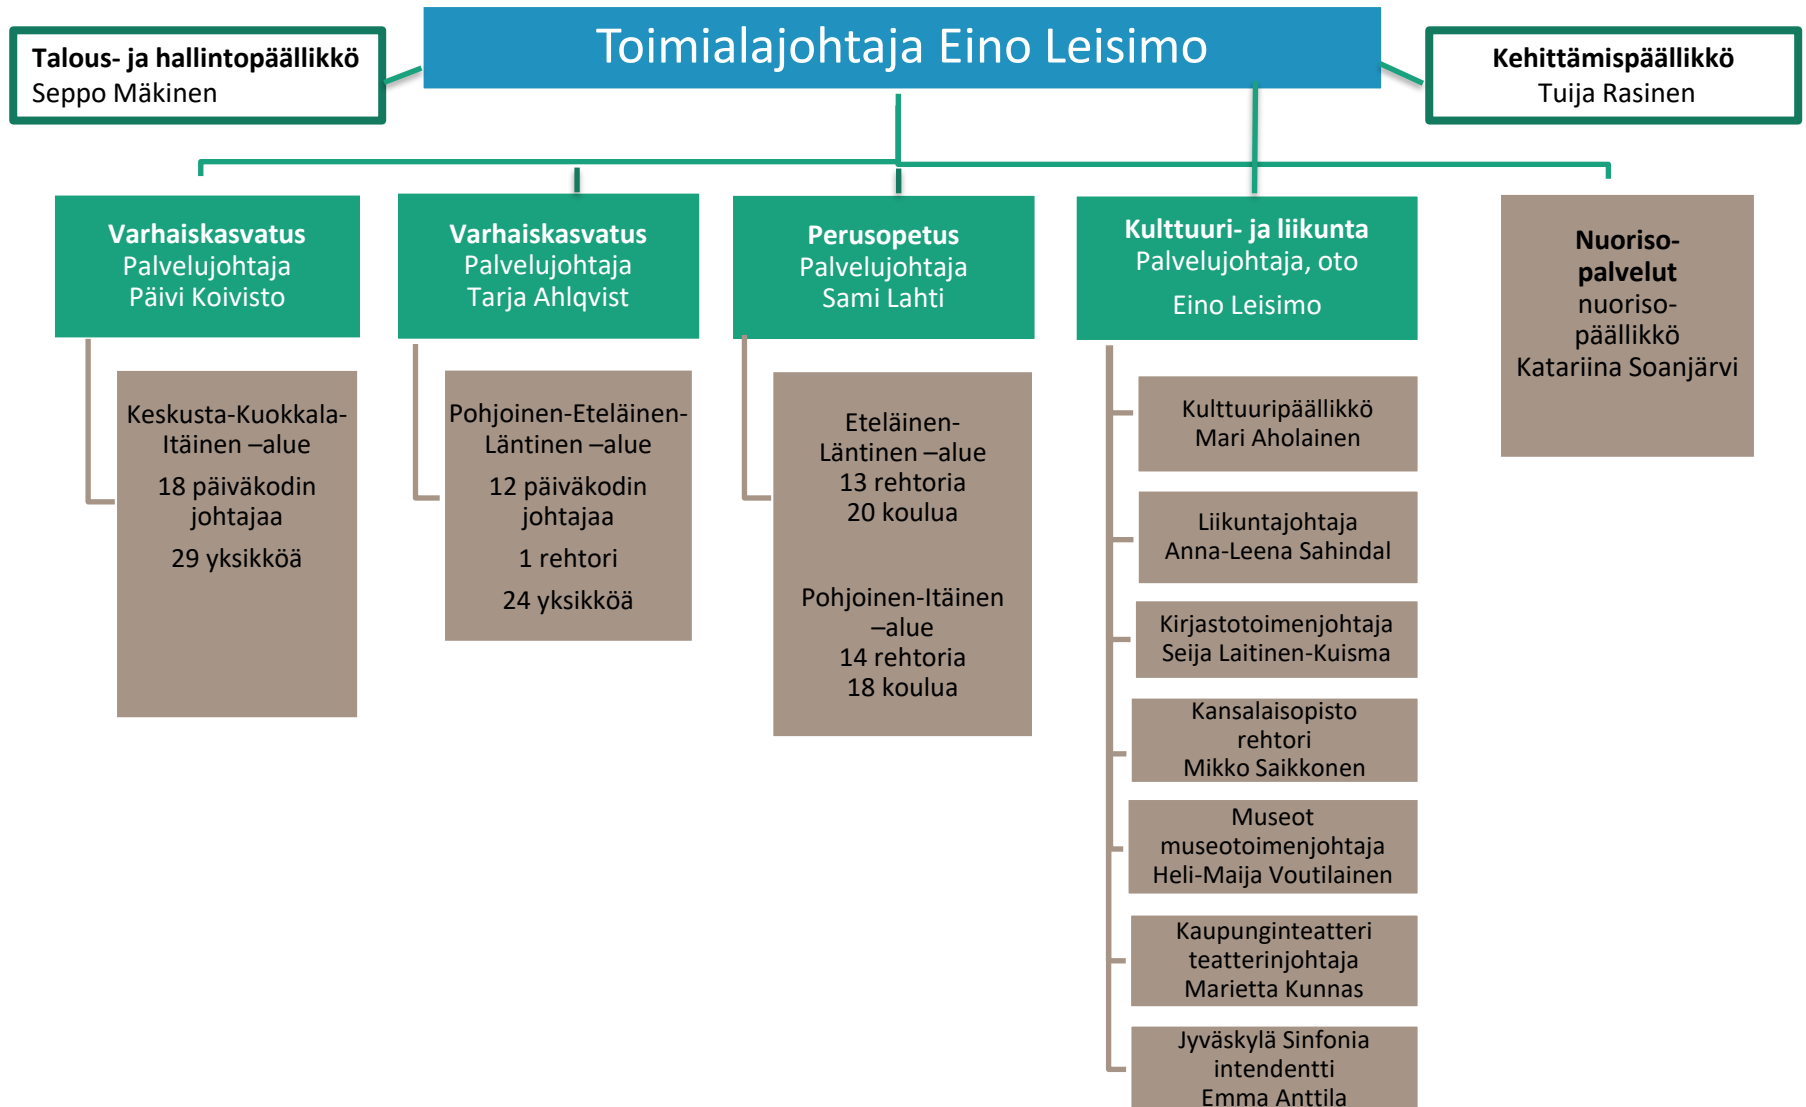 Toimialajohtaja Eino Leisimo
Talous- ja hallintopäällikkö
Seppo Mäkinen
Kehittämispäällikkö
Tuija Rasinen
Varhaiskasvatus
Palvelujohtaja
Päivi Koivisto
Keskusta-Kuokkala-
Itäinen –alue
18 päiväkodin
johtajaa
29 yksikköä
Varhaiskasvatus
Palvelujohtaja
Tarja Ahlqvist
Pohjoinen-Eteläinen-
Läntinen –alue
12 päiväkodin
johtajaa
1 rehtori
24 yksikköä
Perusopetus
Palvelujohtaja
Sami Lahti
Eteläinen-
Läntinen –alue
13 rehtoria
20 koulua
Pohjoinen-Itäinen
–alue
14 rehtoria
18 koulua
Kulttuuri- ja liikunta
Palvelujohtaja, oto
Eino Leisimo
Kulttuuripäällikkö
Mari Aholainen
Liikuntajohtaja
Anna-Leena Sahindal
Kirjastotoimenjohtaja
Seija Laitinen-Kuisma
Kansalaisopisto
rehtori
Mikko Saikkonen
Museot
museotoimenjohtaja
Heli-Maija Voutilainen
Kaupunginteatteri
teatterinjohtaja
Marietta Kunnas
Jyväskylä Sinfonia
intendentti
Emma Anttila
Nuoriso-
palvelut
nuoriso-
päällikkö
Katariina Soanjärvi